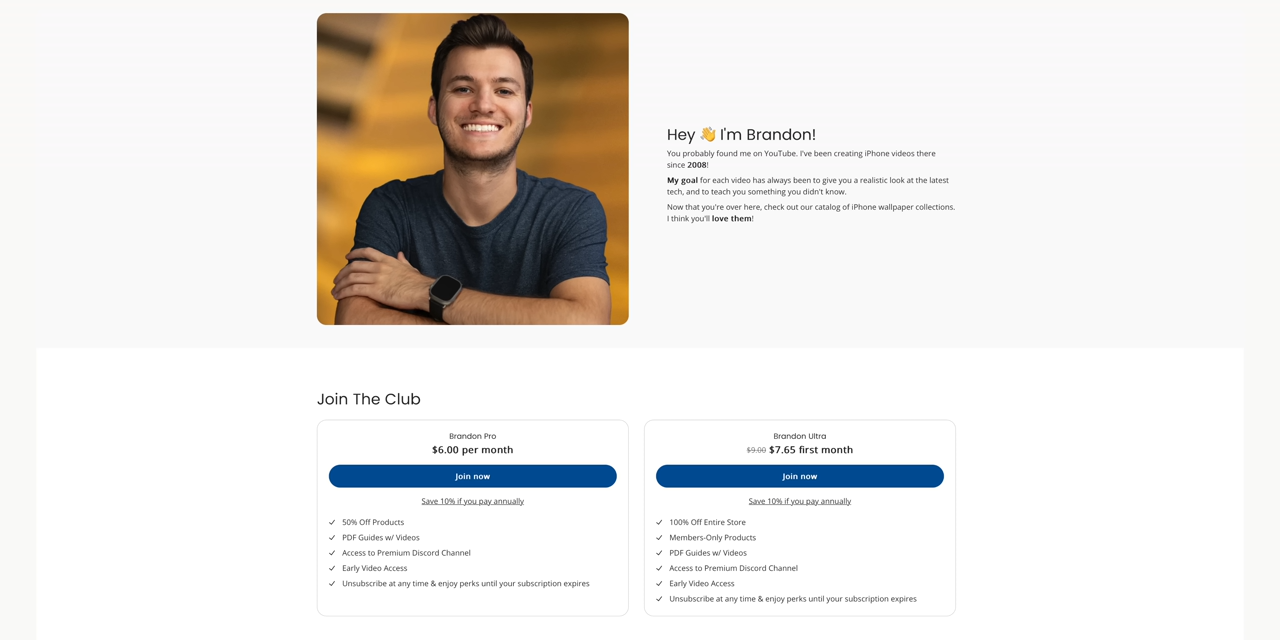 Hey 👋 I'm Brandon!
You probably found me on YouTube. I've been creating iPhone videos there
since 2008!
My goal for each video has always been to give you a realistic look at the latest
tech, and to teach you something you didn't know.
Now that you're over here, check out our catalog of iPhone wallpaper collections.
I think you'll love them!
Join The Club
Brandon Pro
$6.00 per month
Join now
Save 10% if you pay annually
50% Off Products
PDF Guides w/ Videos
Access to Premium Discord Channel
Early Video Access
Unsubscribe at any time & enjoy perks until your subscription expires
Brandon Ultra
$9.00 $7.65 first month
Join now
Save 10% if you pay annually
100% Off Entire Store
Members-Only Products
PDF Guides w/ Videos
Access to Premium Discord Channel
Early Video Access
Unsubscribe at any time & enjoy perks until your subscription expires